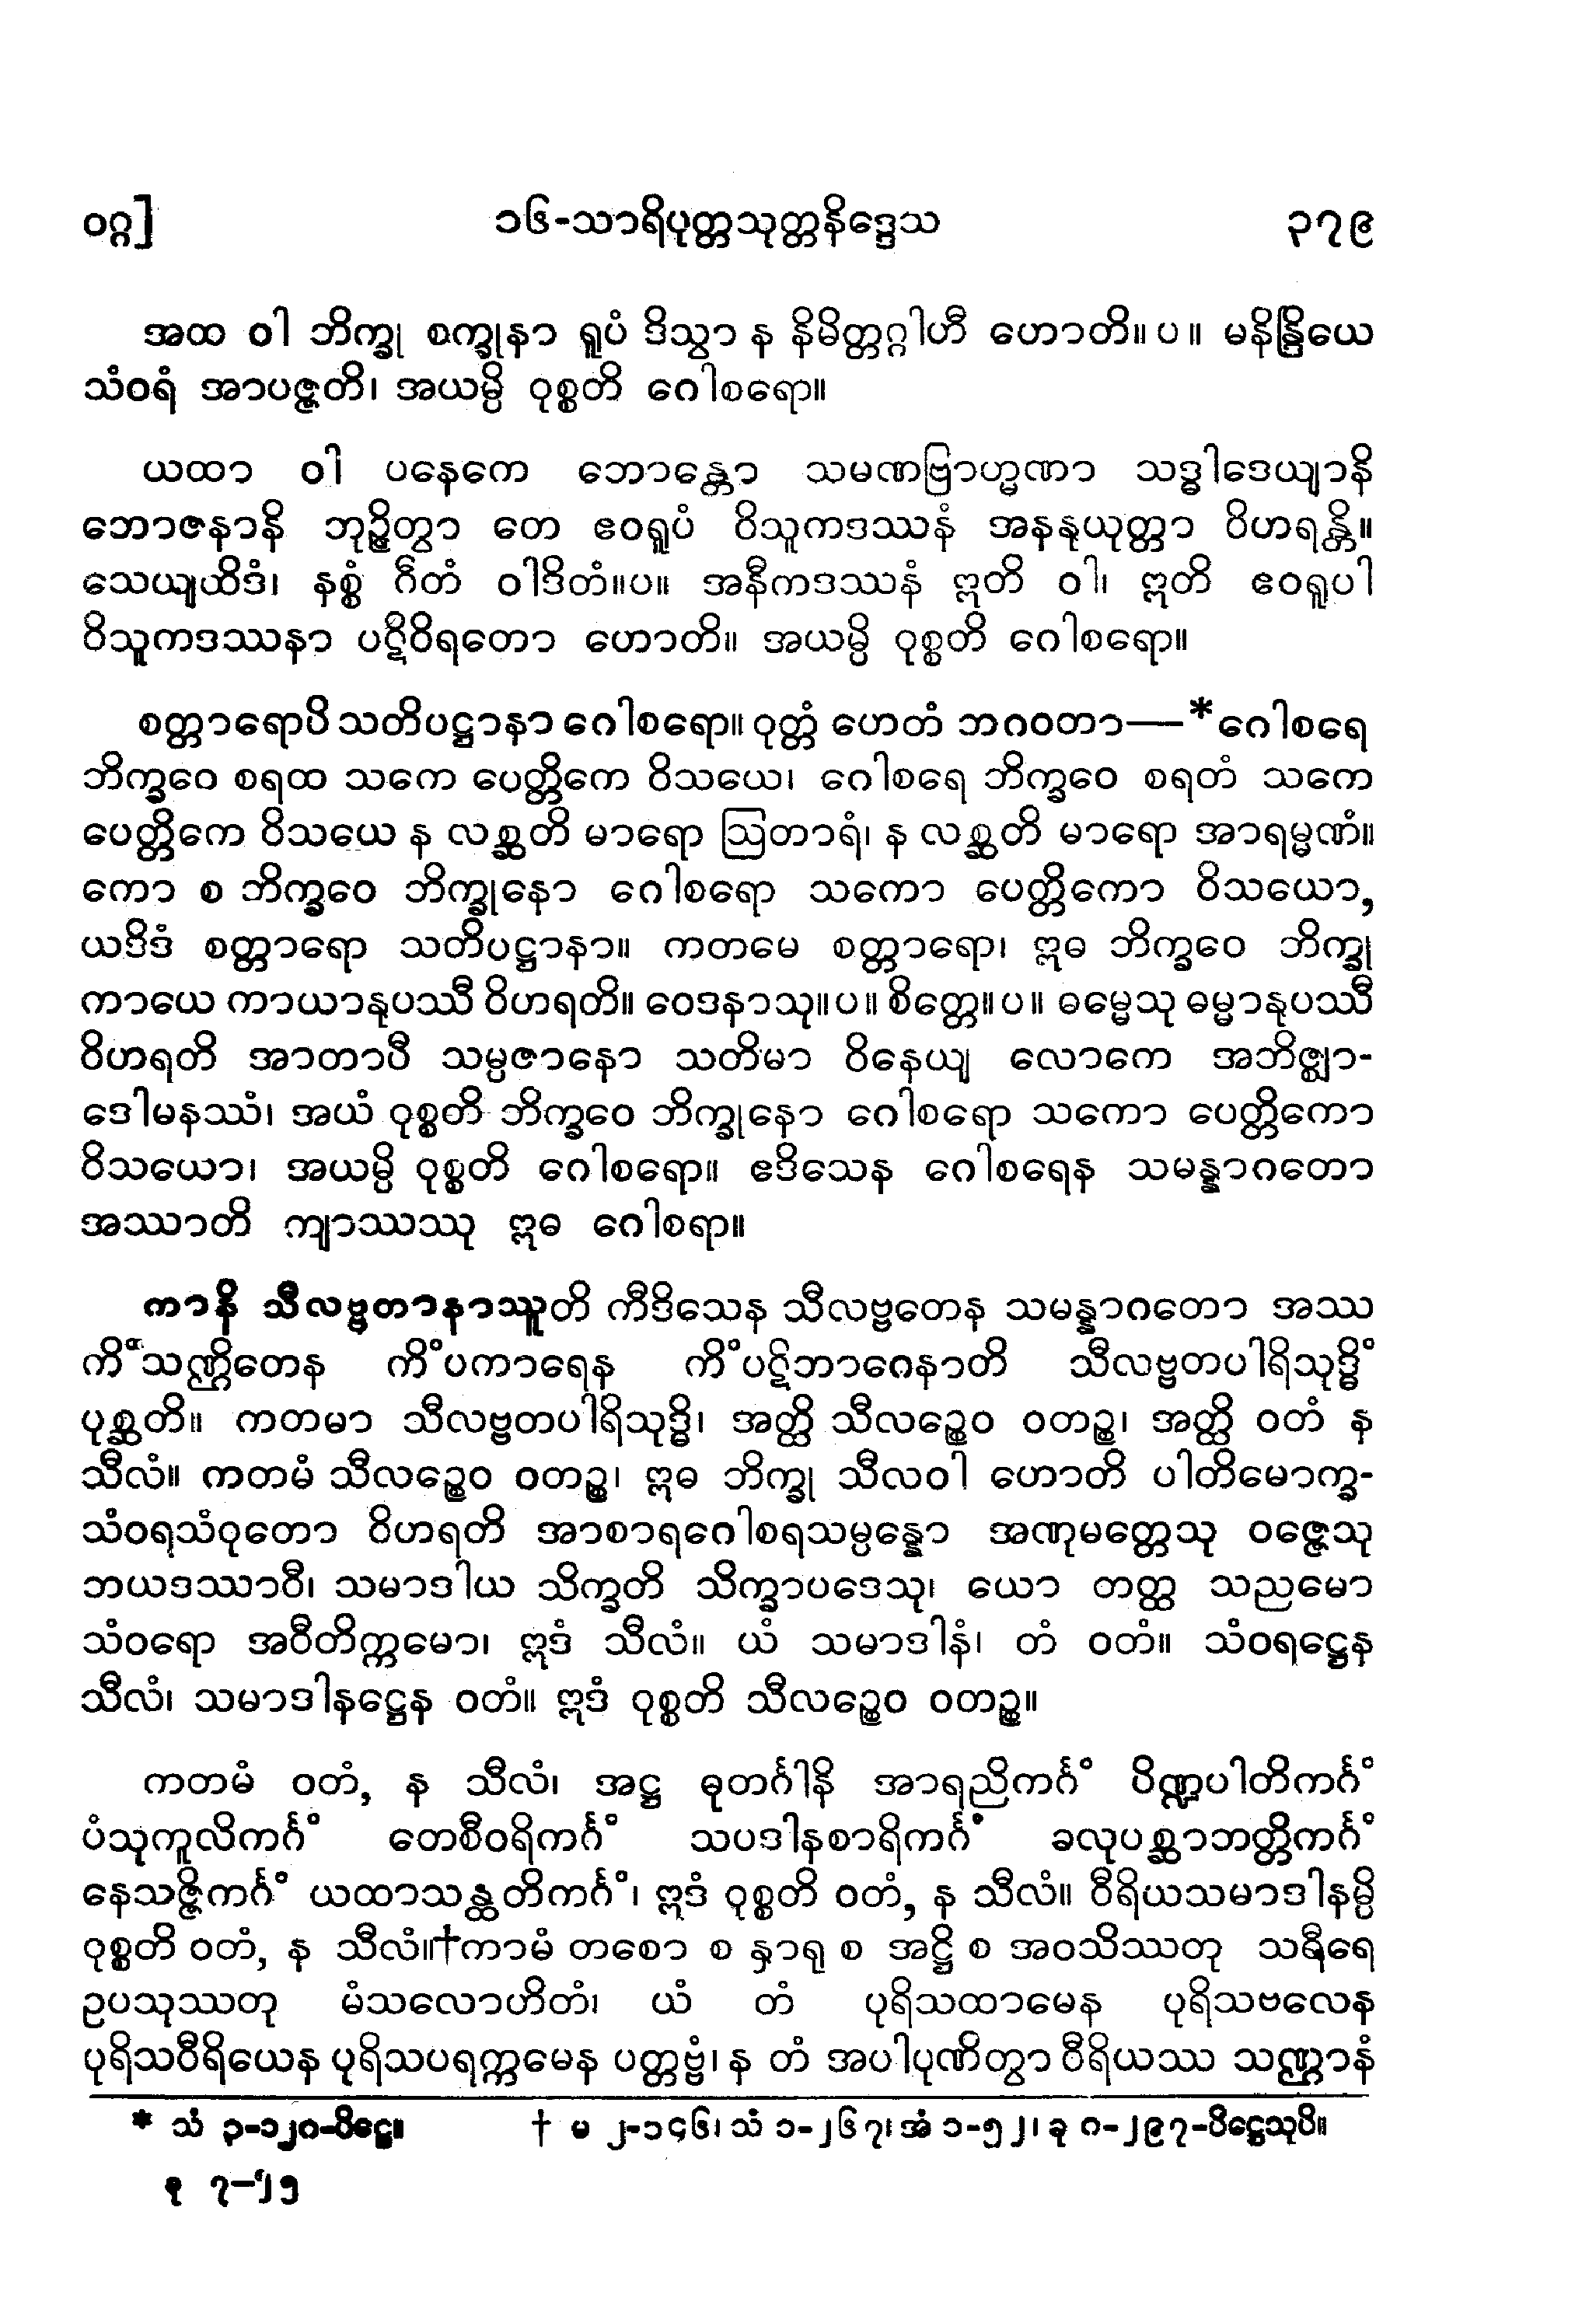 ဝဂ္ဂ] ၁၆-သာရိပုတ္တသုတ္တနိဒ္ဒေသ ၃၇၉
အထ ဝါ ဘိက္ခု စက္ခုနာ ရူပံ ဒိသွာ န နိမိတ္တဂ္ဂါဟီ ဟောတိ။ ပ ။ မနိန္ဒြိယေ
သံဝရံ အာပဇ္ဇတိ၊ အယမ္ပိ ဝုစ္စတိ ဂေါစရော။
ယထာ ဝါ ပနေကေ ဘောန္တော သမဏဗြာဟ္မဏာ သဒ္ဓါဒေယျာနိ
ဘောဇနာနိ ဘုဉ္ဇိတွာ တေ ဧဝရူပံ ဝိသူကဒဿနံ အနနုယုတ္တာ ဝိဟရန္တိ။
သေယျထိဒံ၊ နစ္စံ ဂီတံ ဝါဒိတံ။ပ။ အနီကဒဿနံ ဣတိ ဝါ၊ ဣတိ ဧဝရူပါ
ဝိသူကဒဿနာ ပဋိဝိရတော ဟောတိ။ အယမ္ပိ ဝုစ္စတိ ဂေါစရော။
စတ္တာရောပိ သတိပဋ္ဌာနာ ဂေါစရော။ ဝုတ္တံ ဟေတံ ဘဂဝတာ—*ဂေါစရေ
ဘိက္ခဝေ စရထ သကေ ပေတ္တိကေ ဝိသယေ၊ ဂေါစရေ ဘိက္ခဝေ စရတံ သကေ
ပေတ္တိကေ ဝိသယေ န လစ္ဆတိ မာရော ဩတာရံ၊ န လစ္ဆတိ မာရော အာရမ္မဏံ။
ကော စ ဘိက္ခဝေ ဘိက္ခုနော ဂေါစရော သကော ပေတ္တိကော ဝိသယော,
ယဒိဒံ စတ္တာရော သတိပဋ္ဌာနာ။ ကတမေ စတ္တာရော၊ ဣဓ ဘိက္ခဝေ ဘိက္ခု
ကာယေ ကာယာနုပဿီ ဝိဟရတိ။ ဝေဒနာသု။ ပ ။ စိတ္တေ။ ပ ။ ဓမ္မေသု ဓမ္မာနုပဿီ
ဝိဟရတိ အာတာပီ သမ္ပဇာနော သတိမာ ဝိနေယျ လောကေ အဘိဇ္ဈာ-
ဒေါမနဿံ၊ အယံ ဝုစ္စတိ ဘိက္ခဝေ ဘိက္ခုနော ဂေါစရော သကော ပေတ္တိကော
ဝိသယော၊ အယမ္ပိ ဝုစ္စတိ ဂေါစရော။ ဧဒိသေန ဂေါစရေန သမန္နာဂတော
အဿာတိ ကျာဿဿု ဣဓ ဂေါစရာ။
ကာနိ သီလဗ္ဗတာနာဿူတိ ကီဒိသေန သီလဗ္ဗတေန သမန္နာဂတော အဿ
ကိံသဏ္ဌိတေန ကိံပကာရေန ကိံပဋိဘာဂေနာတိ သီလဗ္ဗတပါရိသုဒ္ဓိံ
ပုစ္ဆတိ။ ကတမာ သီလဗ္ဗတပါရိသုဒ္ဓိ၊ အတ္ထိ သီလဉ္စေဝ ဝတဉ္စ၊ အတ္ထိ ဝတံ န
သီလံ။ ကတမံ သီလဉ္စေဝ ဝတဉ္စ၊ ဣဓ ဘိက္ခု သီလဝါ ဟောတိ ပါတိမောက္ခ-
သံဝရသံဝုတော ဝိဟရတိ အာစာရဂေါစရသမ္ပန္နော အဏုမတ္တေသု ဝဇ္ဇေသု
ဘယဒဿာဝီ၊ သမာဒါယ သိက္ခတိ သိက္ခာပဒေသု၊ ယော တတ္ထ သညမော
သံဝရော အဝီတိက္ကမော၊ ဣဒံ သီလံ။ ယံ သမာဒါနံ၊ တံ ဝတံ။ သံဝရဋ္ဌေန
သီလံ၊ သမာဒါနဋ္ဌေန ဝတံ။ ဣဒံ ဝုစ္စတိ သီလဉ္စေဝ ဝတဉ္စ။
ကတမံ ဝတံ, န သီလံ၊ အဋ္ဌ ဓုတင်္ဂါနိ အာရညိကင်္ဂံ ပိဏ္ဍပါတိကင်္ဂံ
ပံသုကူလိကင်္ဂံ တေစီဝရိကင်္ဂံ သပဒါနစာရိကင်္ဂံ ခလုပစ္ဆာဘတ္တိကင်္ဂံ
နေသဇ္ဇိကင်္ဂံ ယထာသန္ထတိကင်္ဂံ၊ ဣဒံ ဝုစ္စတိ ဝတံ, န သီလံ။ ဝီရိယသမာဒါနမ္ပိ
ဝုစ္စတိ ဝတံ, န သီလံ။†ကာမံ တစော စ နှာရု စ အဋ္ဌိ စ အဝသိဿတု သရီရေ
ဥပသုဿတု မံသလောဟိတံ၊ ယံ တံ ပုရိသထာမေန ပုရိသဗလေန
ပုရိသဝီရိယေန ပုရိသပရက္ကမေန ပတ္တဗ္ဗံ၊ န တံ အပါပုဏိတွာ ဝီရိယဿ သဏ္ဌာနံ
* သံ ၃-၁၂၈-ပိဋ္ဌေ။ † မ ၂-၁၄၆၊ သံ ၁-၂၆၇၊ အံ ၁-၅၂၊ ခု ၈-၂၉၇-ပိဋ္ဌေသုပိ။